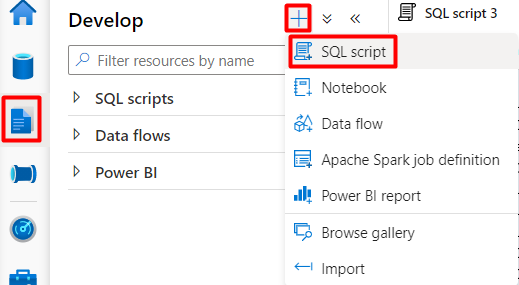 Develop
SQL script 3
Filter resources by name
SQL scripts
Data flows
Power BI
SQL script
Notebook
Data flow
Apache Spark job definition
Power BI report
Browse gallery
Import